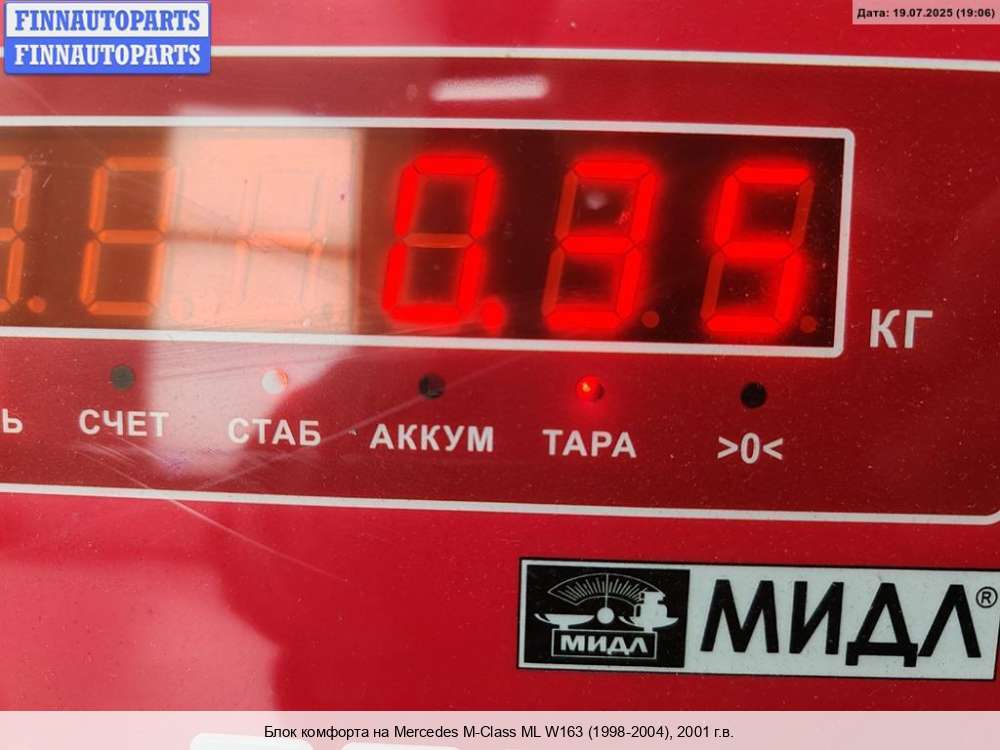 FINNAUTOPARTS
FINNAUTOPARTS
Дата: 19.07.2025 (19:06)
0.35
КГ
Ь СЧЕТ СТАБ АККУМ ТАРА >0<
МИДЛ МИДЛ®
Блок комфорта на Mercedes M-Class ML W163 (1998-2004), 2001 г.в.